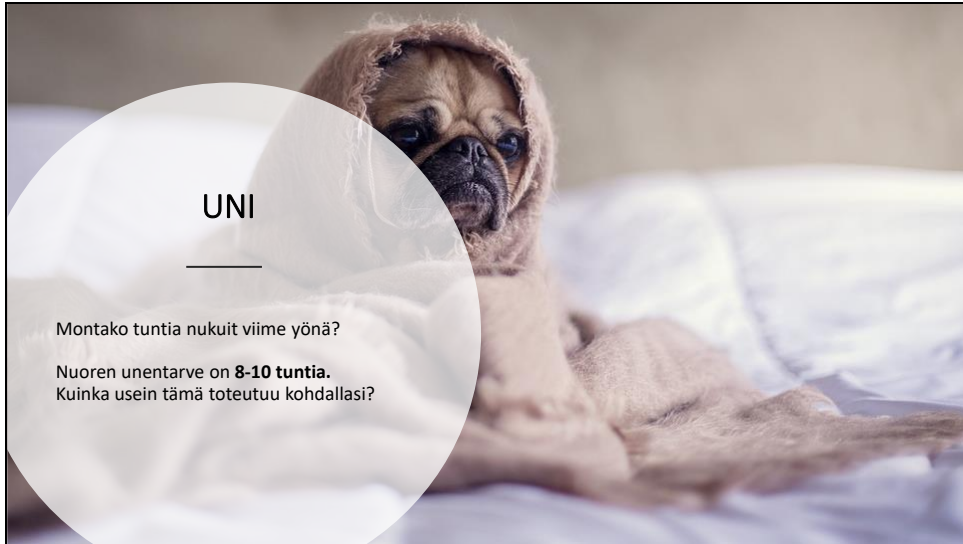 UNI
Montako tuntia nukuit viime yönä?
Nuoren unentarve on 8-10 tuntia.
Kuinka usein tämä toteutuu kohdallasi?